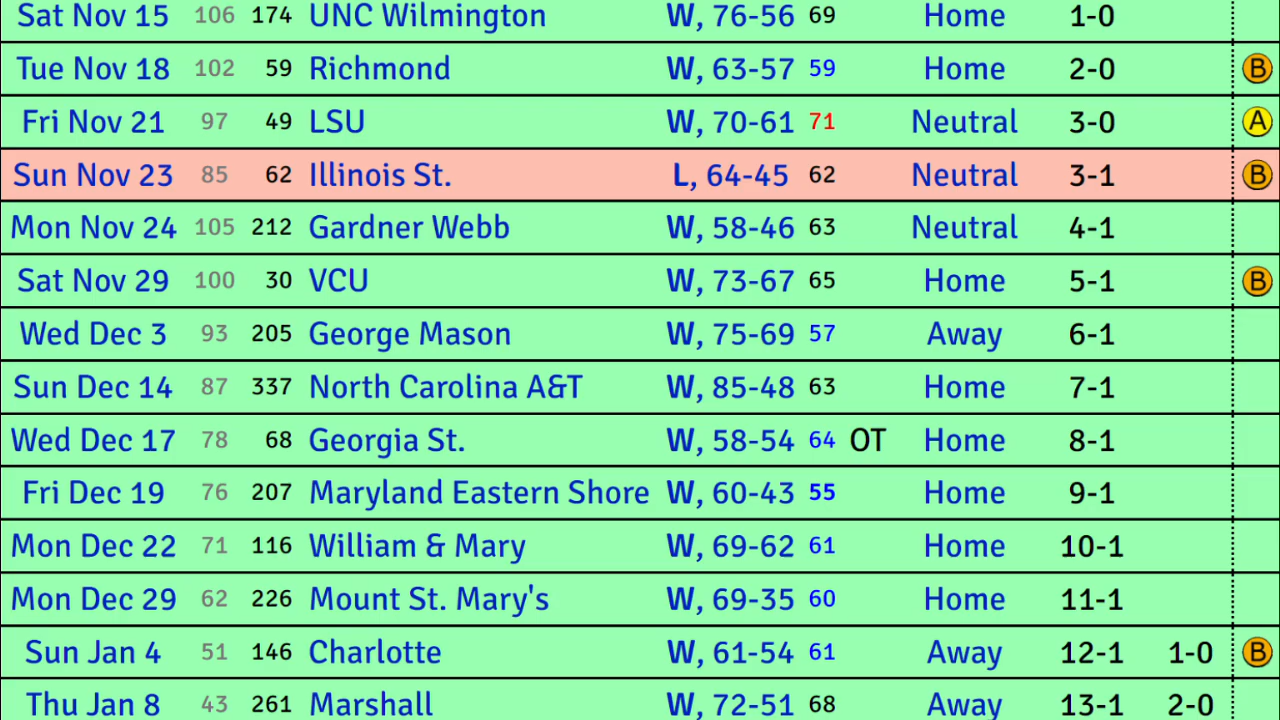 Sat Nov 15 106 174 UNC Wilmington W, 76-56 69 Home 1-0
Tue Nov 18 102 59 Richmond W, 63-57 59 Home 2-0 B
Fri Nov 21 97 49 LSU W, 70-61 71 Neutral 3-0 A
Sun Nov 23 85 62 Illinois St. L, 64-45 62 Neutral 3-1 B
Mon Nov 24 105 212 Gardner Webb W, 58-46 63 Neutral 4-1
Sat Nov 29 100 30 VCU W, 73-67 65 Home 5-1 B
Wed Dec 3 93 205 George Mason W, 75-69 57 Away 6-1
Sun Dec 14 87 337 North Carolina A&T W, 85-48 63 Home 7-1
Wed Dec 17 78 68 Georgia St. W, 58-54 64 OT Home 8-1
Fri Dec 19 76 207 Maryland Eastern Shore W, 60-43 55 Home 9-1
Mon Dec 22 71 116 William & Mary W, 69-62 61 Home 10-1
Mon Dec 29 62 226 Mount St. Mary's W, 69-35 60 Home 11-1
Sun Jan 4 51 146 Charlotte W, 61-54 61 Away 12-1 1-0 B
Thu Jan 8 43 261 Marshall W, 72-51 68 Away 13-1 2-0